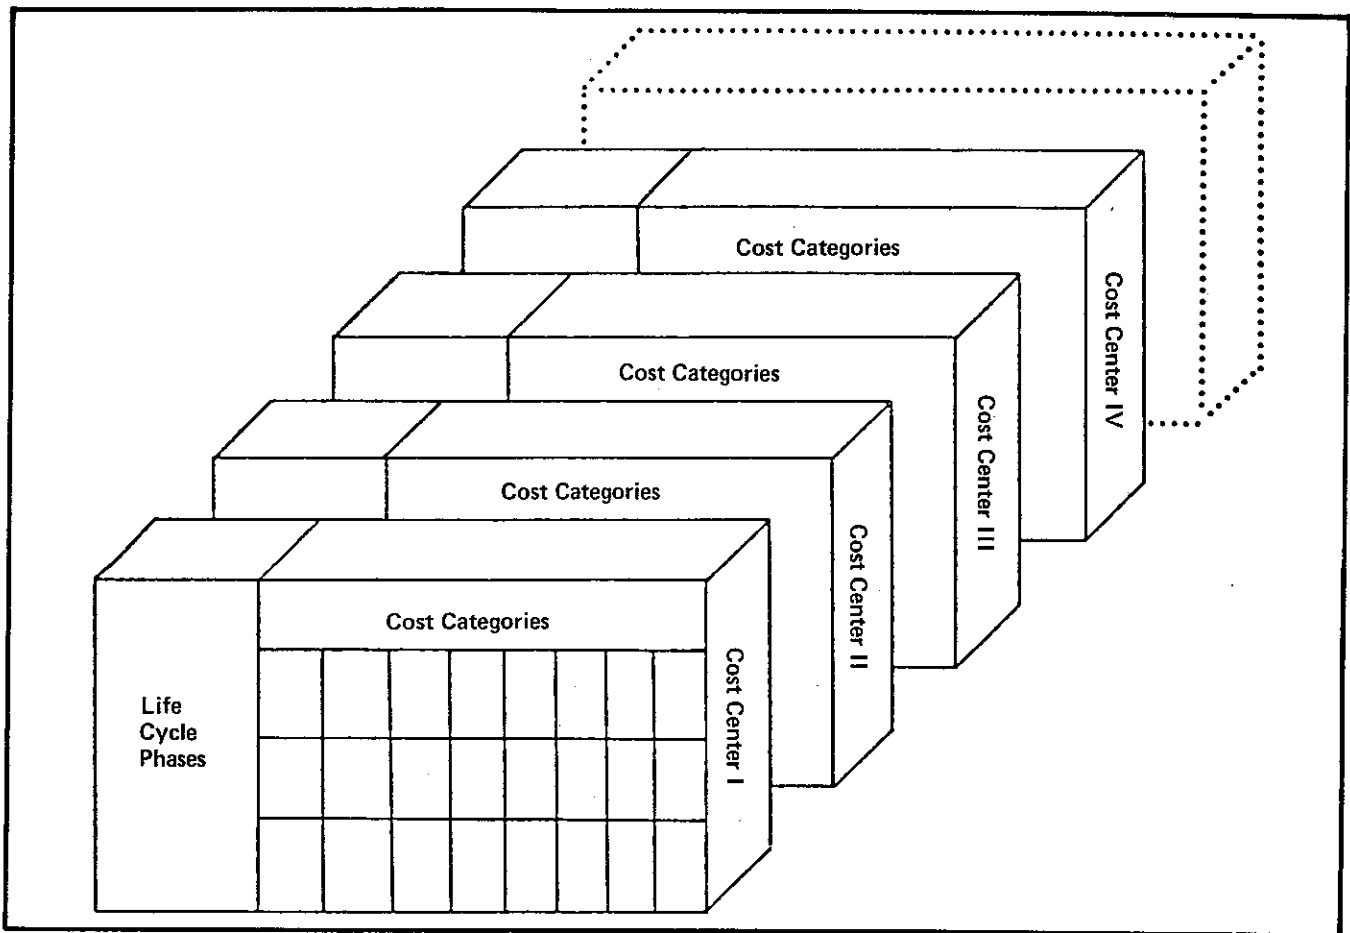 Cost Categories
Cost Center IV
Cost Categories
Cost Center III
Cost Categories
Cost Center II
Cost Categories
Cost Center I
Life
Cycle
Phases